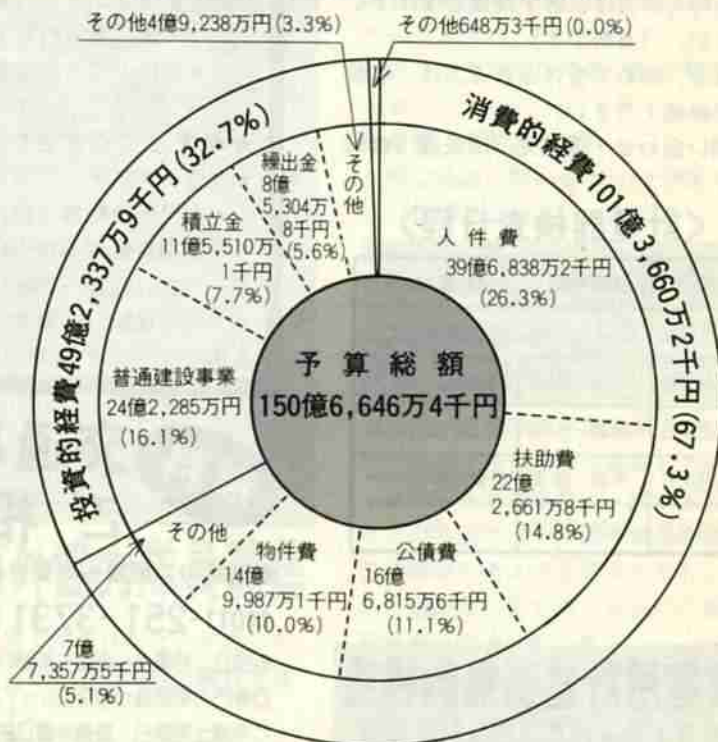 その他4億9,238万円(3.3%)
その他648万3千円(0.0%)
消費的経費101億3,660万2千円(67.3%)
投資的経費49億2,337万9千円(32.7%)
人件費
39億6,838万2千円
(26.3%)
扶助費
22億
2,661万8千円
(14.8%)
公債費
16億
6,815万6千円
(11.1%)
物件費
14億
9,987万1千円
(10.0%)
その他
7億
7,357万5千円
(5.1%)
普通建設事業
24億2,285万円
(16.1%)
積立金
11億5,510万
1千円
(7.7%)
繰出金
8億
5,304万
8千円
(5.6%)
その他
予算総額
150億6,646万4千円